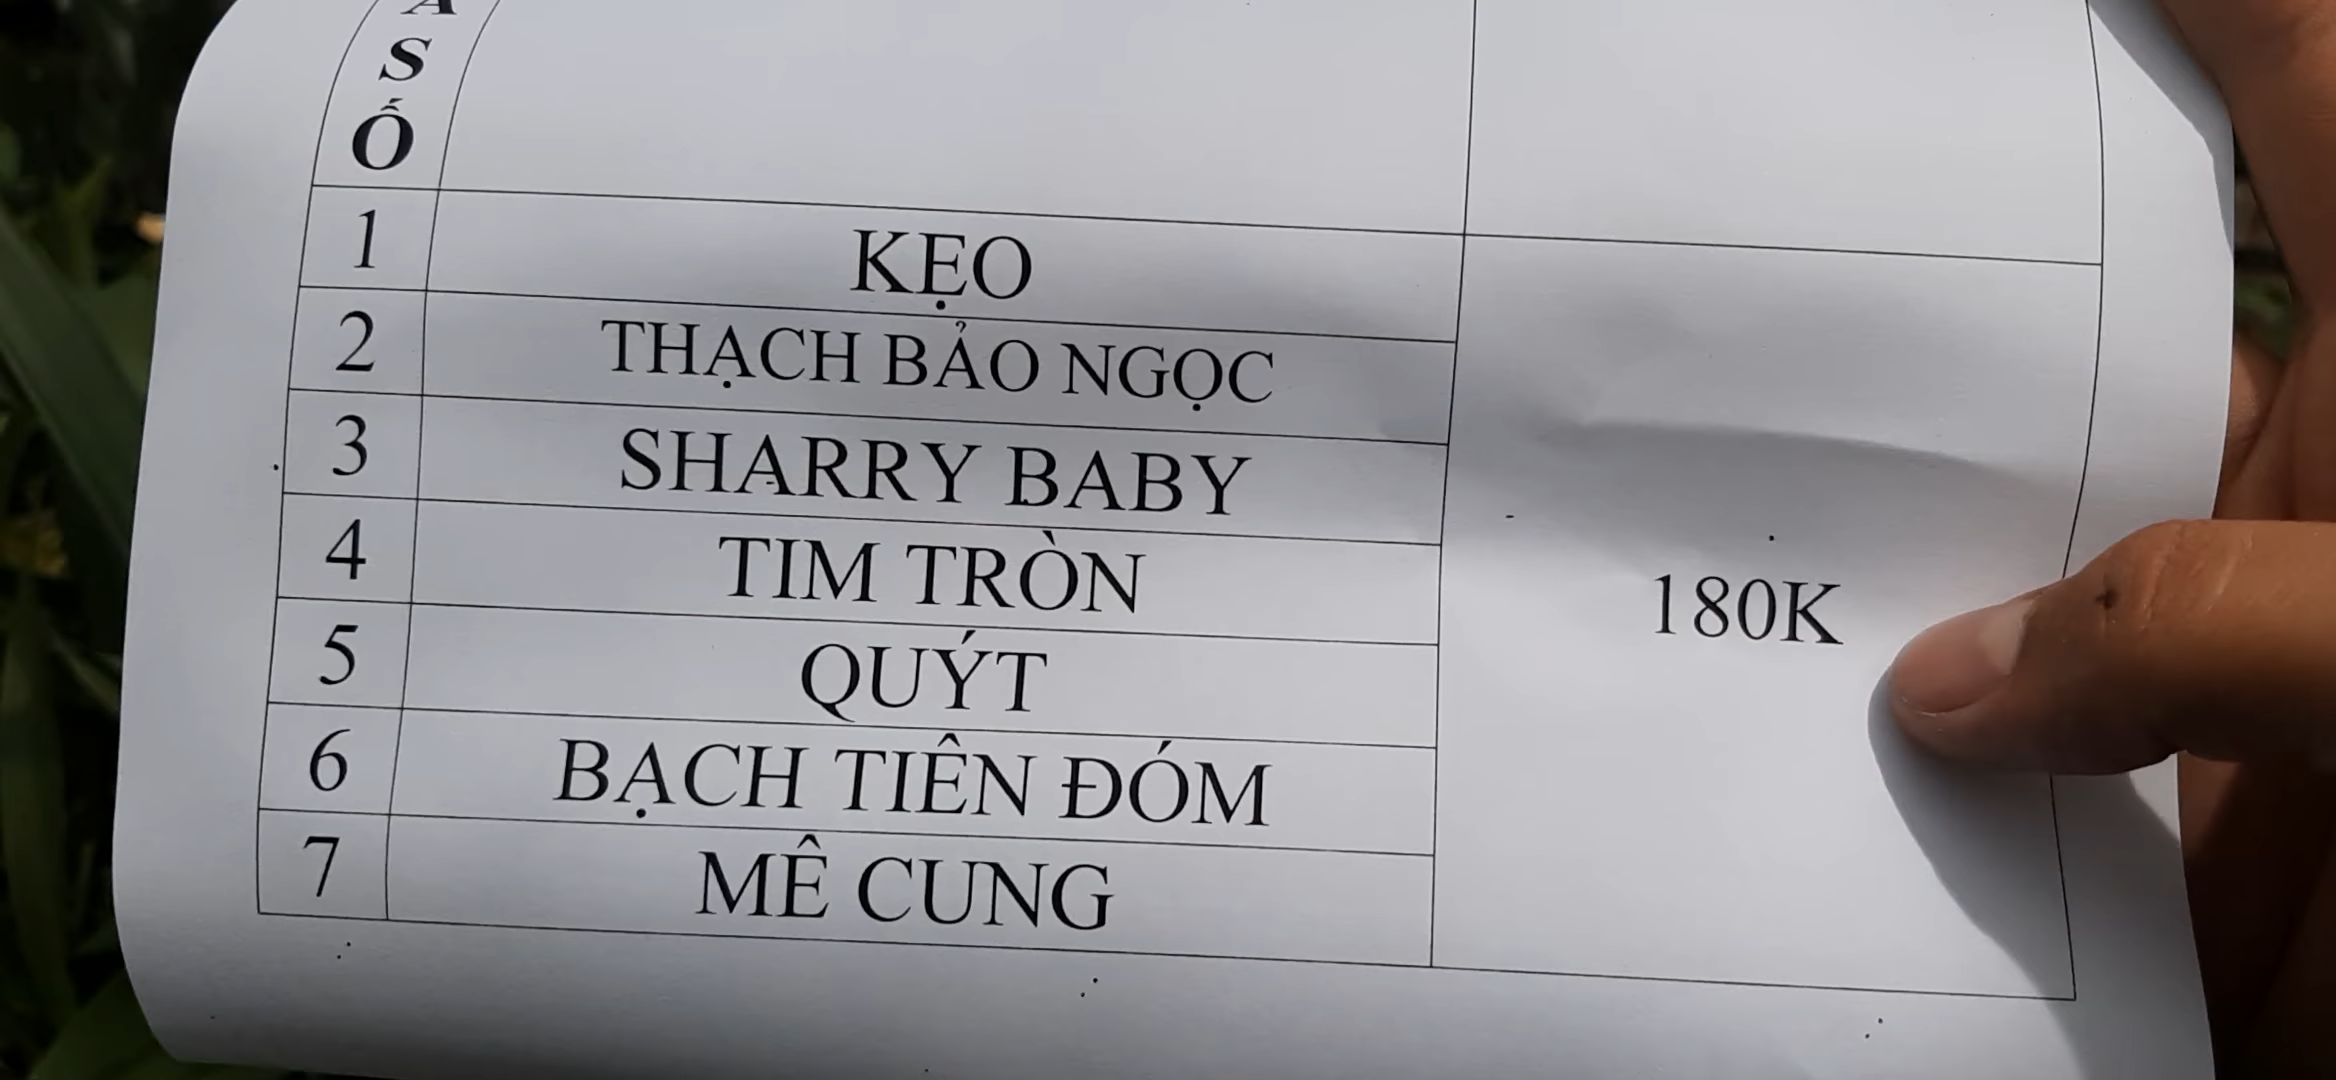 S
Ố
1 KẸO
2 THẠCH BẢO NGỌC
3 SHARRY BABY
4 TIM TRÒN
180K
5 QUÝT
6 BẠCH TIÊN ĐÓM
7 MÊ CUNG